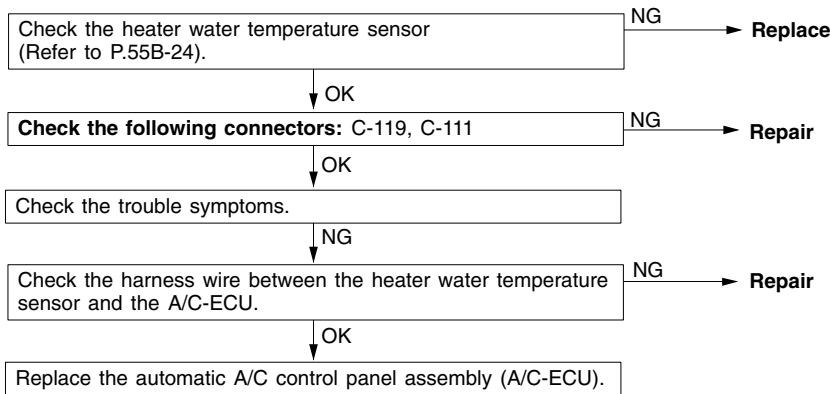 Check the heater water temperature sensor
(Refer to P.55B-24).
NG
Replace
OK
Check the following connectors: C-119, C-111
NG
Repair
OK
Check the trouble symptoms.
NG
Check the harness wire between the heater water temperature
sensor and the A/C-ECU.
NG
Repair
OK
Replace the automatic A/C control panel assembly (A/C-ECU).